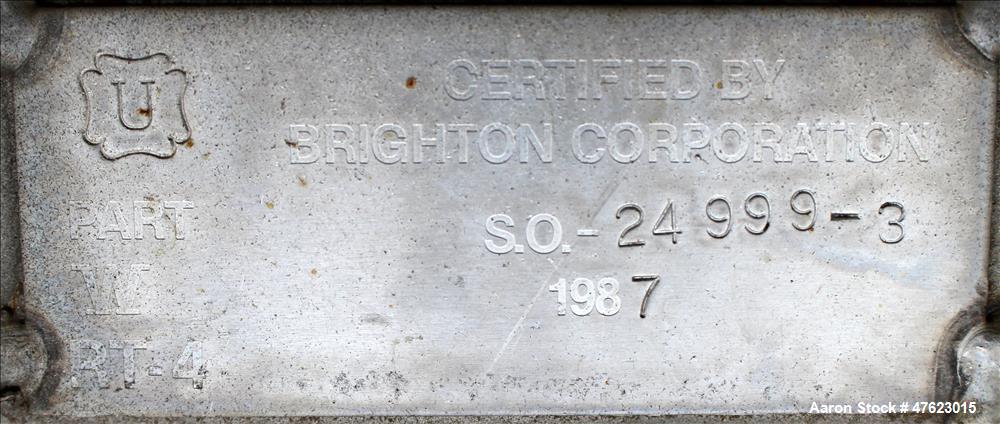 U
CERTIFIED BY
BRIGHTON CORPORATION
PART
W
RT-4
S.O.-24999-3
1987
Aaron Stock # 47623015